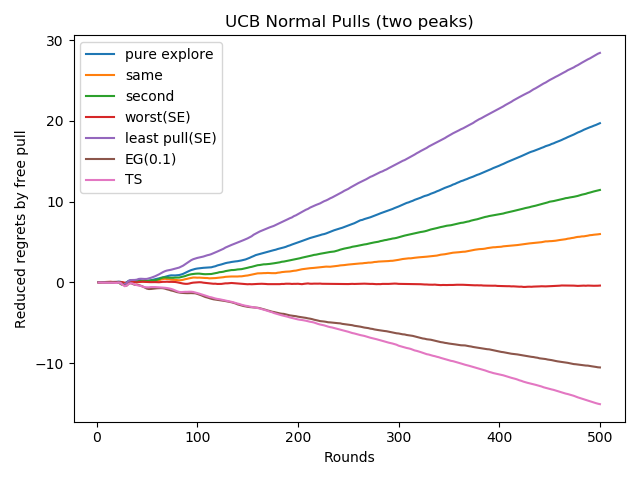 UCB Normal Pulls (two peaks)
Reduced regrets by free pull
30
20
10
0
−10
pure explore
same
second
worst(SE)
least pull(SE)
EG(0.1)
TS
0 100 200 300 400 500
Rounds